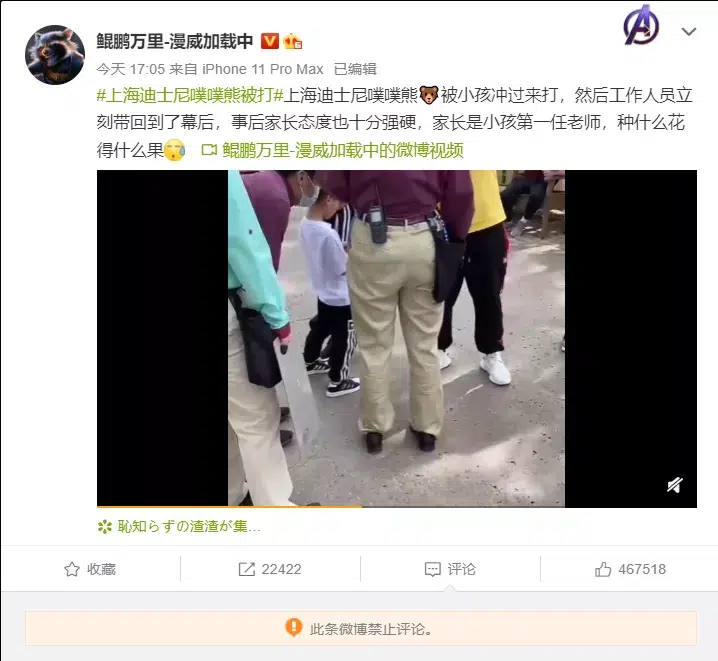 鲲鹏万里-漫威加载中
今天 17:05 来自 iPhone 11 Pro Max 已编辑
#上海迪士尼噗噗熊被打#上海迪士尼噗噗熊🐻被小孩冲过来打，然后工作人员立
刻带回到了幕后，事后家长态度也十分强硬，家长是小孩第一任老师，种什么花
得什么果 鲲鹏万里-漫威加载中的微博视频
恥知らずの渣渣が集...
收藏 22422 评论 467518
此条微博禁止评论。